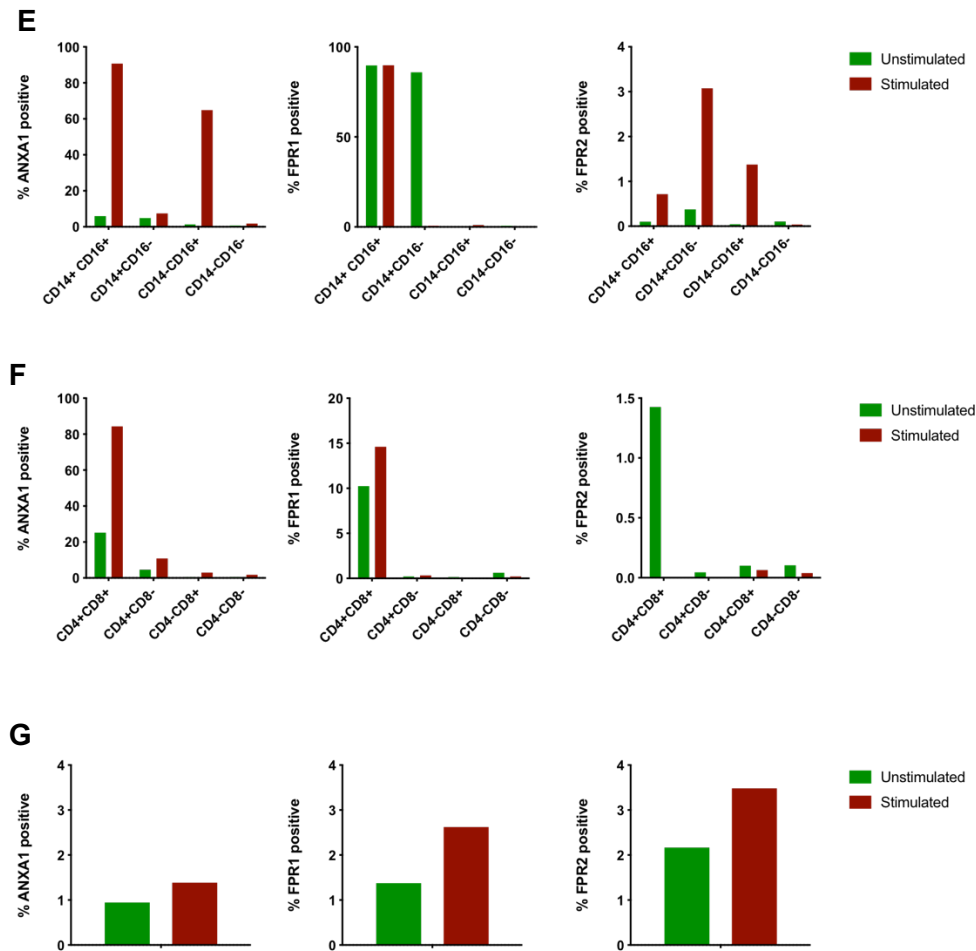 E
% ANXA1 positive
100
80
60
40
20
0
CD14+ CD16+
CD14+CD16-
CD14-CD16+
CD14-CD16-
% FPR1 positive
100
50
0
CD14+ CD16+
CD14+CD16-
CD14-CD16+
CD14-CD16-
% FPR2 positive
4
3
2
1
0
CD14+ CD16+
CD14+CD16-
CD14-CD16+
CD14-CD16-
Unstimulated
Stimulated
F
% ANXA1 positive
100
80
60
40
20
0
CD4+CD8+
CD4+CD8-
CD4-CD8+
CD4-CD8-
% FPR1 positive
20
15
10
5
0
CD4+CD8+
CD4+CD8-
CD4-CD8+
CD4-CD8-
% FPR2 positive
1.5
1.0
0.5
0.0
CD4+CD8+
CD4+CD8-
CD4-CD8+
CD4-CD8-
Unstimulated
Stimulated
G
% ANXA1 positive
4
3
2
1
0
% FPR1 positive
4
3
2
1
0
% FPR2 positive
4
3
2
1
0
Unstimulated
Stimulated